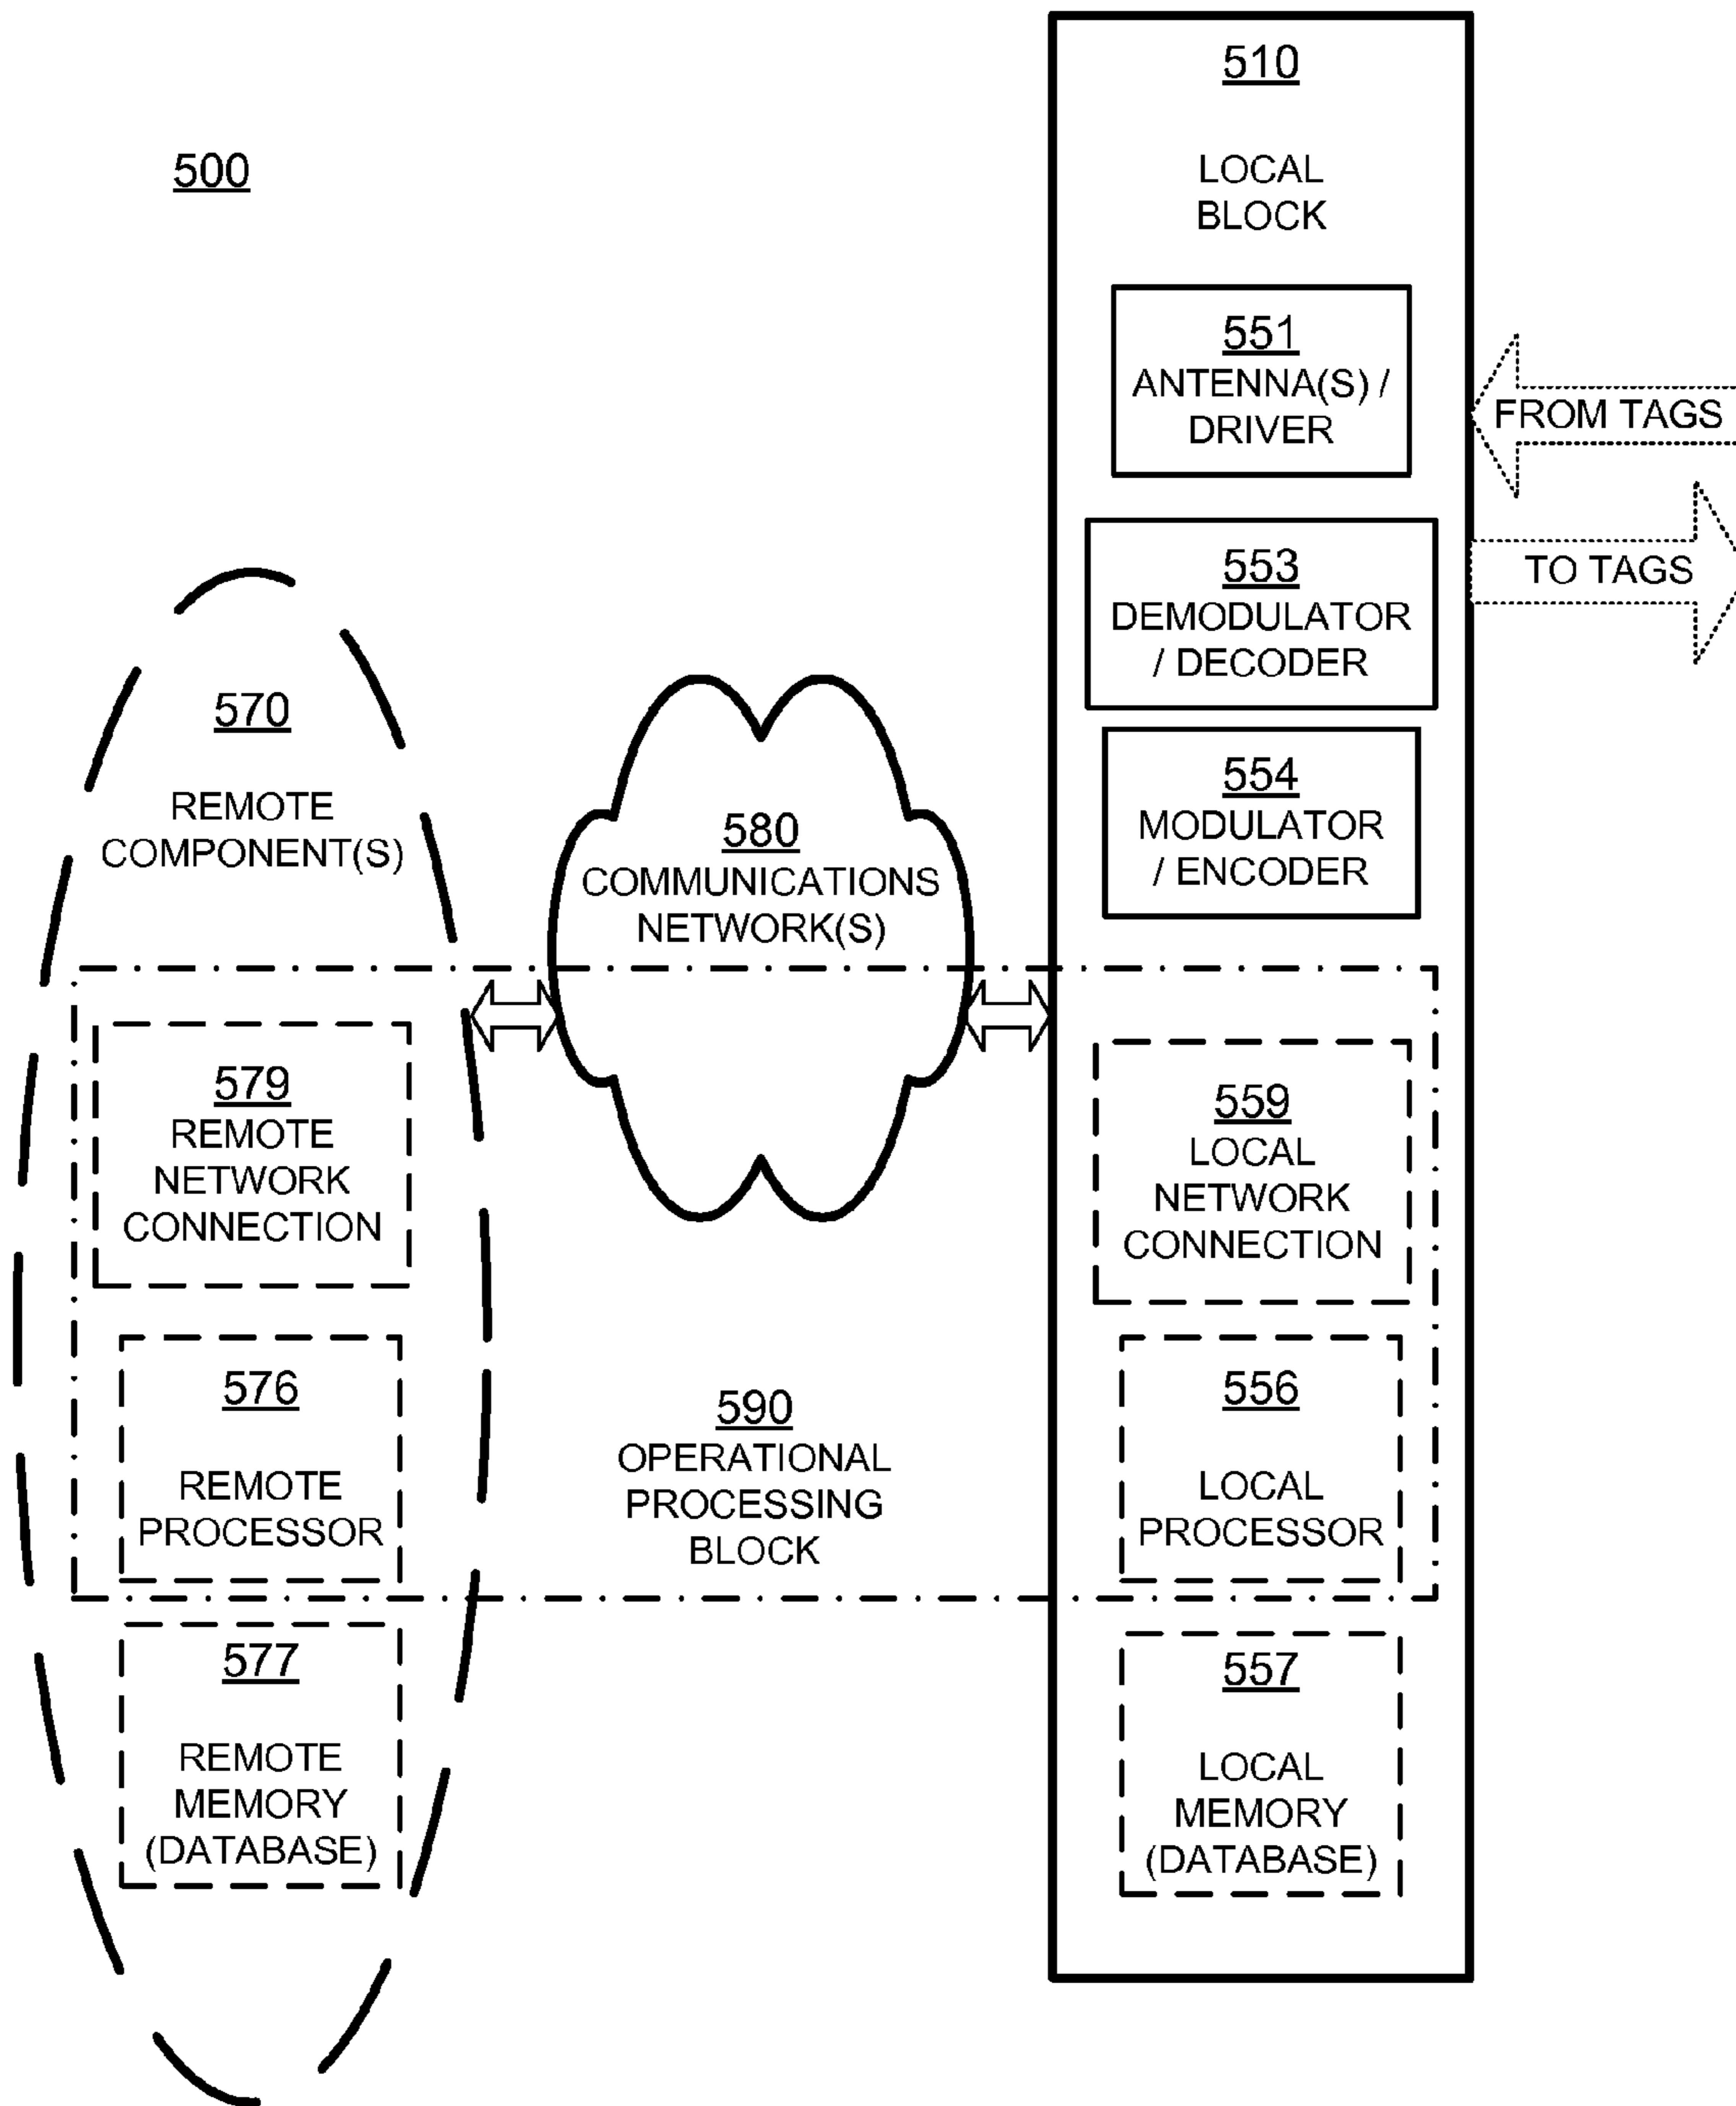 500
510
LOCAL
BLOCK
551
ANTENNA(S) /
DRIVER
FROM TAGS
TO TAGS
553
DEMODULATOR
/ DECODER
554
MODULATOR
/ ENCODER
570
REMOTE
COMPONENT(S)
580
COMMUNICATIONS
NETWORK(S)
579
REMOTE
NETWORK
CONNECTION
559
LOCAL
NETWORK
CONNECTION
576
REMOTE
PROCESSOR
590
OPERATIONAL
PROCESSING
BLOCK
556
LOCAL
PROCESSOR
577
REMOTE
MEMORY
(DATABASE)
557
LOCAL
MEMORY
(DATABASE)